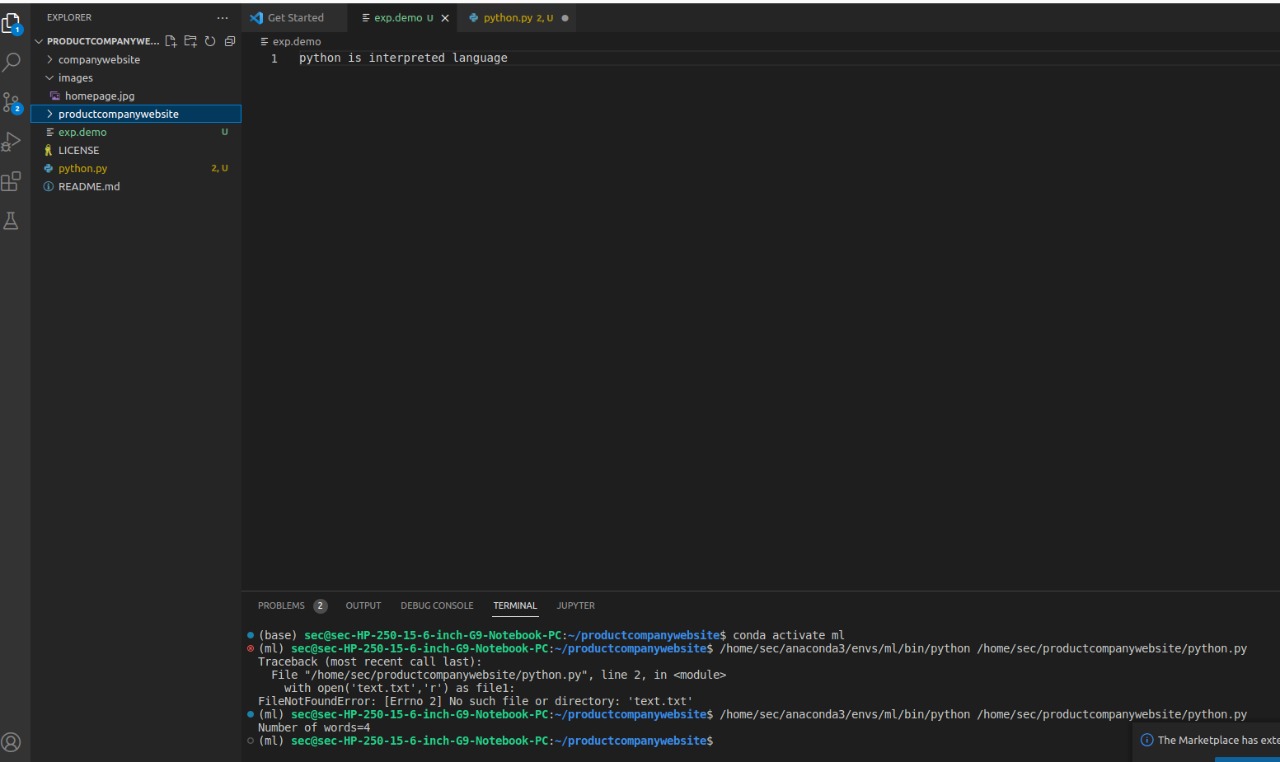 EXPLORER
PRODUCTCOMPANYWE...
companywebsite
images
homepage.jpg
productcompanywebsite
exp.demo U
LICENSE
python.py 2, U
README.md
1
2
Get Started
exp.demo U
python.py 2, U
exp.demo
1 python is interpreted language
PROBLEMS 2 OUTPUT DEBUG CONSOLE TERMINAL JUPYTER
(base) sec@sec-HP-250-15-6-inch-G9-Notebook-PC:~/productcompanywebsite$ conda activate ml
(ml) sec@sec-HP-250-15-6-inch-G9-Notebook-PC:~/productcompanywebsite$ /home/sec/anaconda3/envs/ml/bin/python /home/sec/productcompanywebsite/python.py
Traceback (most recent call last):
File "/home/sec/productcompanywebsite/python.py", line 2, in <module>
with open('text.txt','r') as file1:
FileNotFoundError: [Errno 2] No such file or directory: 'text.txt'
(ml) sec@sec-HP-250-15-6-inch-G9-Notebook-PC:~/productcompanywebsite$ /home/sec/anaconda3/envs/ml/bin/python /home/sec/productcompanywebsite/python.py
Number of words=4
(ml) sec@sec-HP-250-15-6-inch-G9-Notebook-PC:~/productcompanywebsite$
The Marketplace has exte